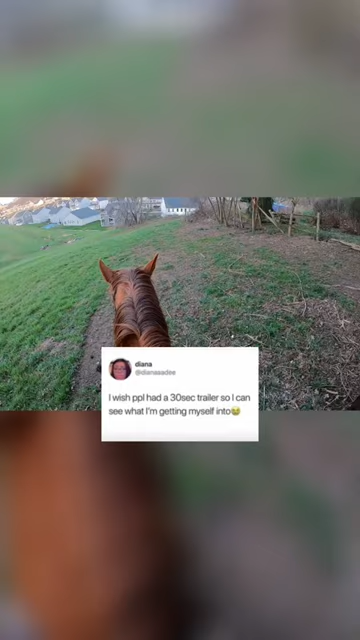 diana
@dianasadee
I wish ppl had a 30sec trailer so I can
see what I'm getting myself into😭